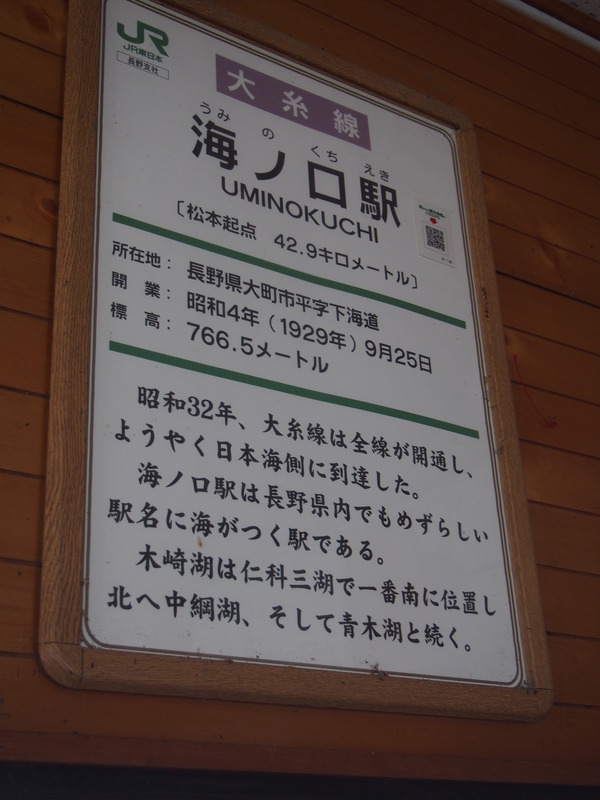 JR
JR東日本
長野支社
大糸線
うみ の くち えき
海ノ口駅
UMINOKUCHI
〔松本起点 42.9キロメートル〕
所在地： 長野県大町市平字下海道
開 業： 昭和4年（1929年）9月25日
標 高： 766.5メートル
昭和32年、大糸線は全線が開通し、
ようやく日本海側に到達した。
海ノ口駅は長野県内でもめずらしい
駅名に海がつく駅である。
木崎湖は仁科三湖で一番南に位置し
北へ中綱湖、そして青木湖と続く。